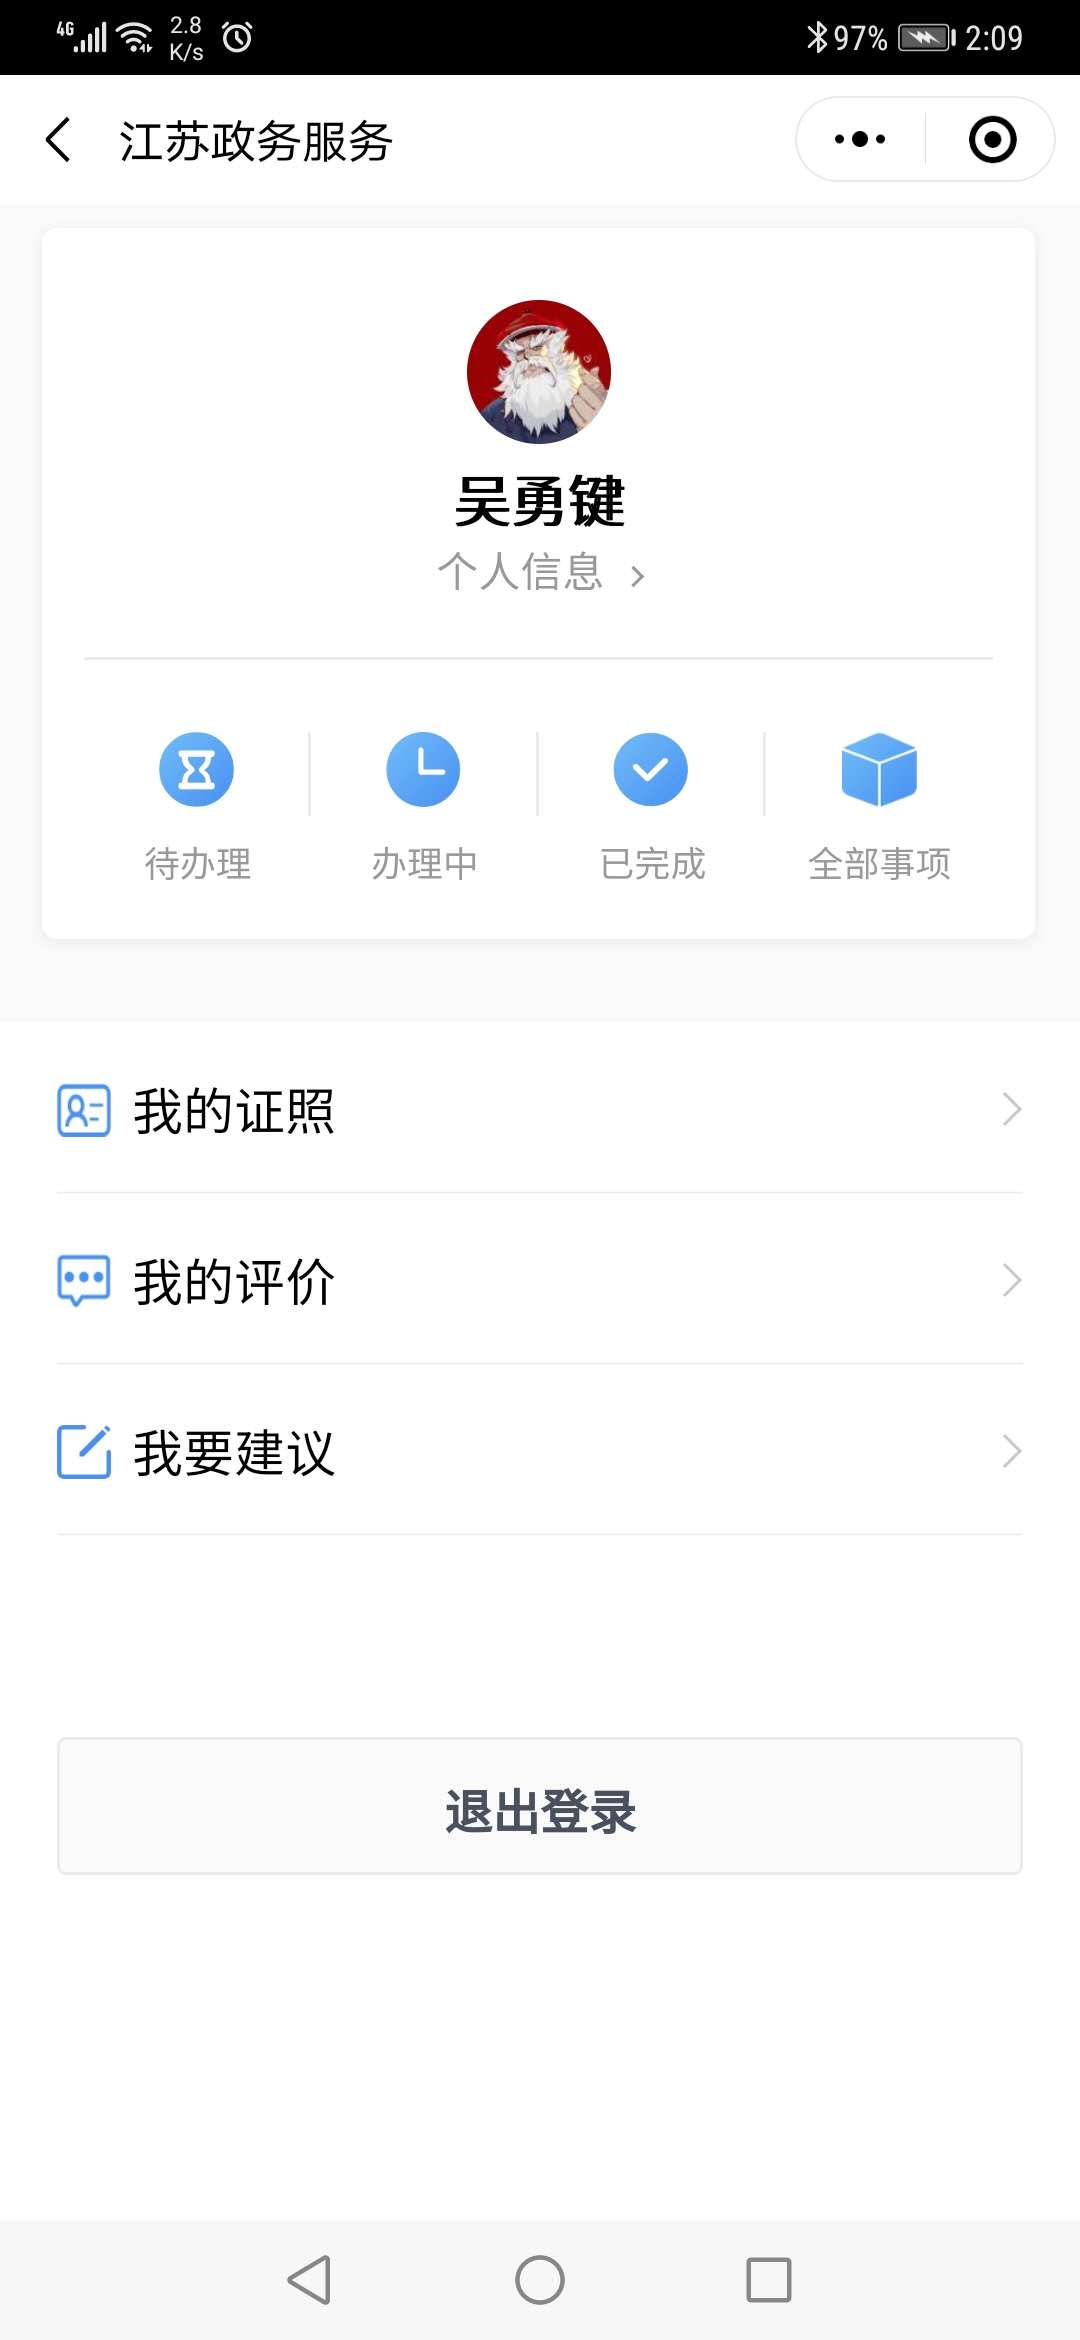 4G 2.8 K/s 97% 2:09
江苏政务服务
吴勇键
个人信息
待办理 办理中 已完成 全部事项
我的证照
我的评价
我要建议
退出登录